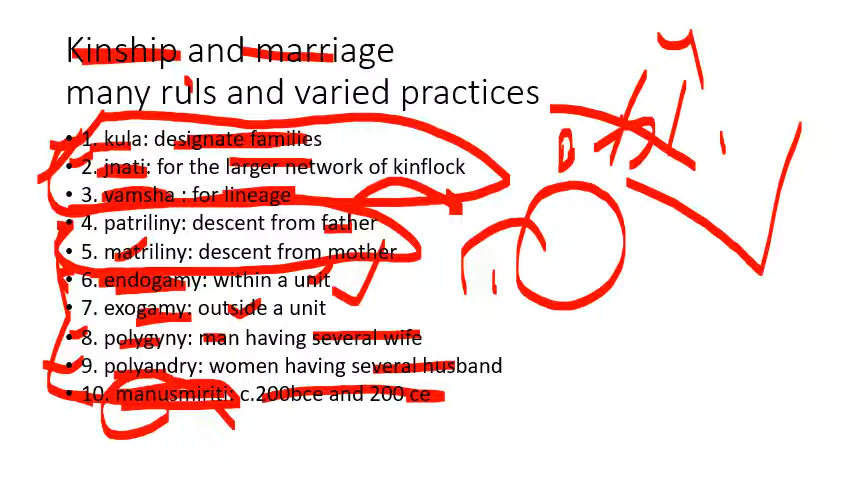 Kinship and marriage
many ruls and varied practices
• 1. kula: designate families
• 2. jnati: for the larger network of kinflock
• 3. vamsha : for lineage
• 4. patriliny: descent from father
• 5. matriliny: descent from mother
• 6. endogamy: within a unit
• 7. exogamy: outside a unit
• 8. polygyny: man having several wife
• 9. polyandry: women having several husband
• 10. manusmiriti: c.200bce and 200 ce